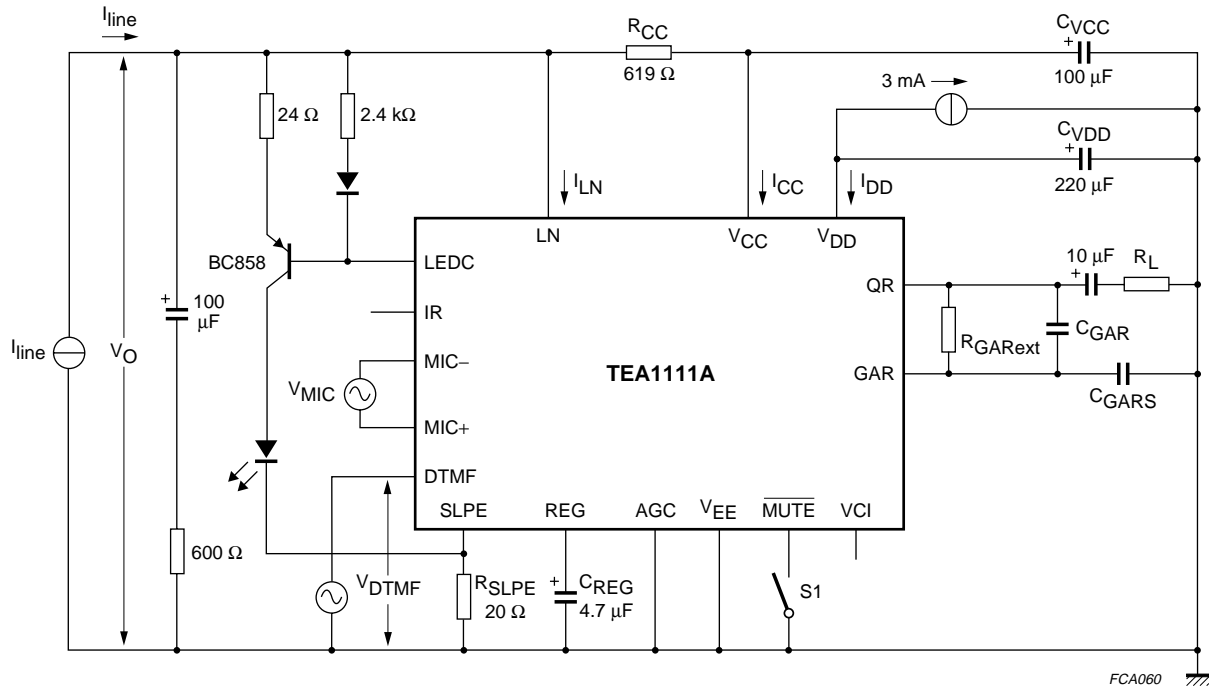 I_line
R_CC
619 Ω
C_VCC
+
100 μF
24 Ω
2.4 kΩ
3 mA
C_VDD
+
220 μF
I_LN
I_CC
I_DD
LN
V_CC
V_DD
BC858
LEDC
IR
MIC−
MIC+
DTMF
TEA1111A
QR
GAR
10 μF
+
R_L
R_GARext
C_GAR
C_GARS
+
100
μF
I_line
V_O
V_MIC
SLPE
REG
AGC
V_EE
MUTE
VCI
600 Ω
V_DTMF
R_SLPE
20 Ω
+
C_REG
4.7 μF
S1
FCA060